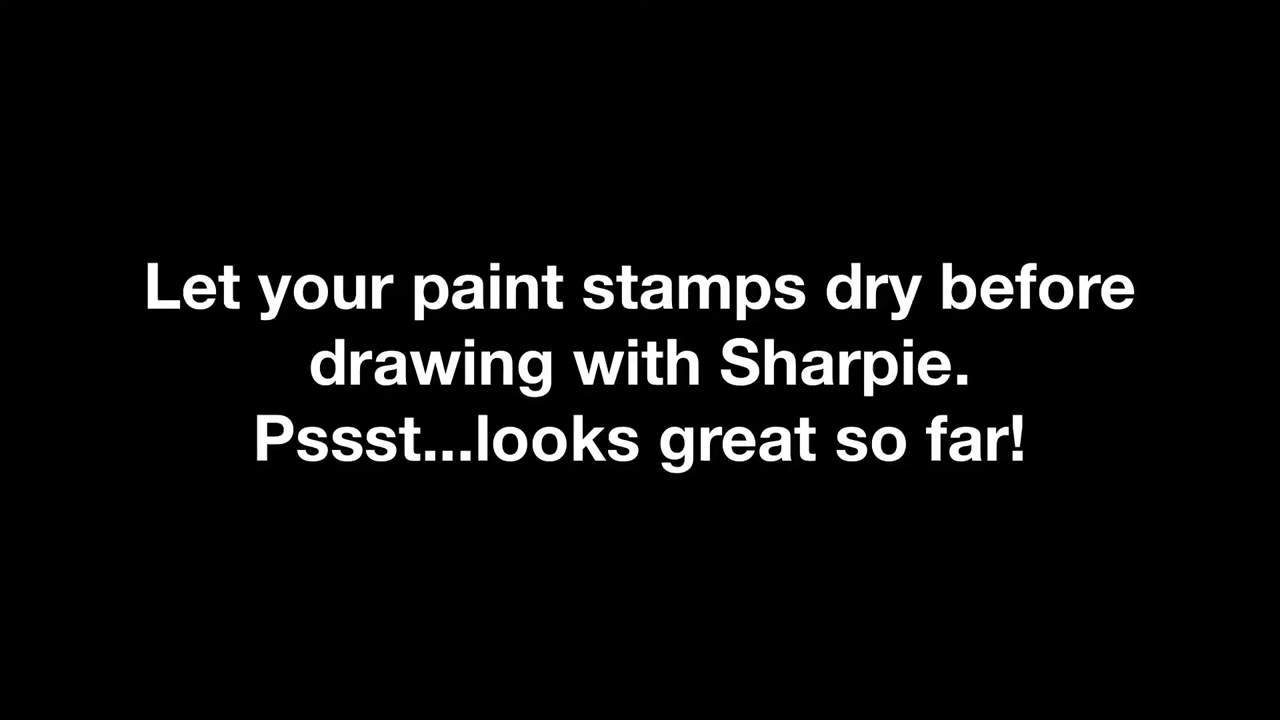 Let your paint stamps dry before
drawing with Sharpie.
Pssst...looks great so far!